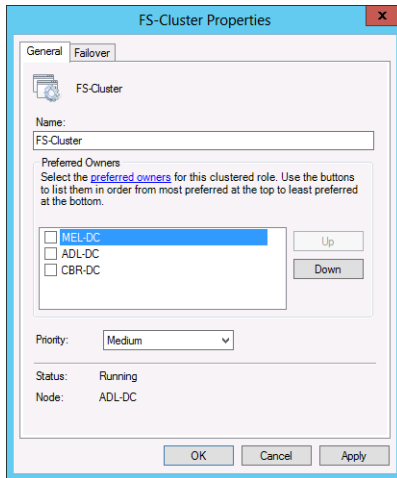 FS-Cluster Properties
x
General Failover
FS-Cluster
Name:
FS-Cluster
Preferred Owners
Select the preferred owners for this clustered role. Use the buttons
to list them in order from most preferred at the top to least preferred
at the bottom.
MEL-DC
ADL-DC
CBR-DC
Up
Down
Priority: Medium
Status: Running
Node: ADL-DC
OK Cancel Apply